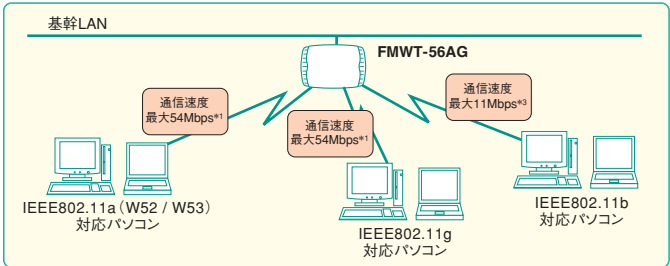 基幹LAN
FMWT-56AG
通信速度
最大54Mbps*1
通信速度
最大54Mbps*1
通信速度
最大11Mbps*3
IEEE802.11a（W52 / W53）
対応パソコン
IEEE802.11g
対応パソコン
IEEE802.11b
対応パソコン